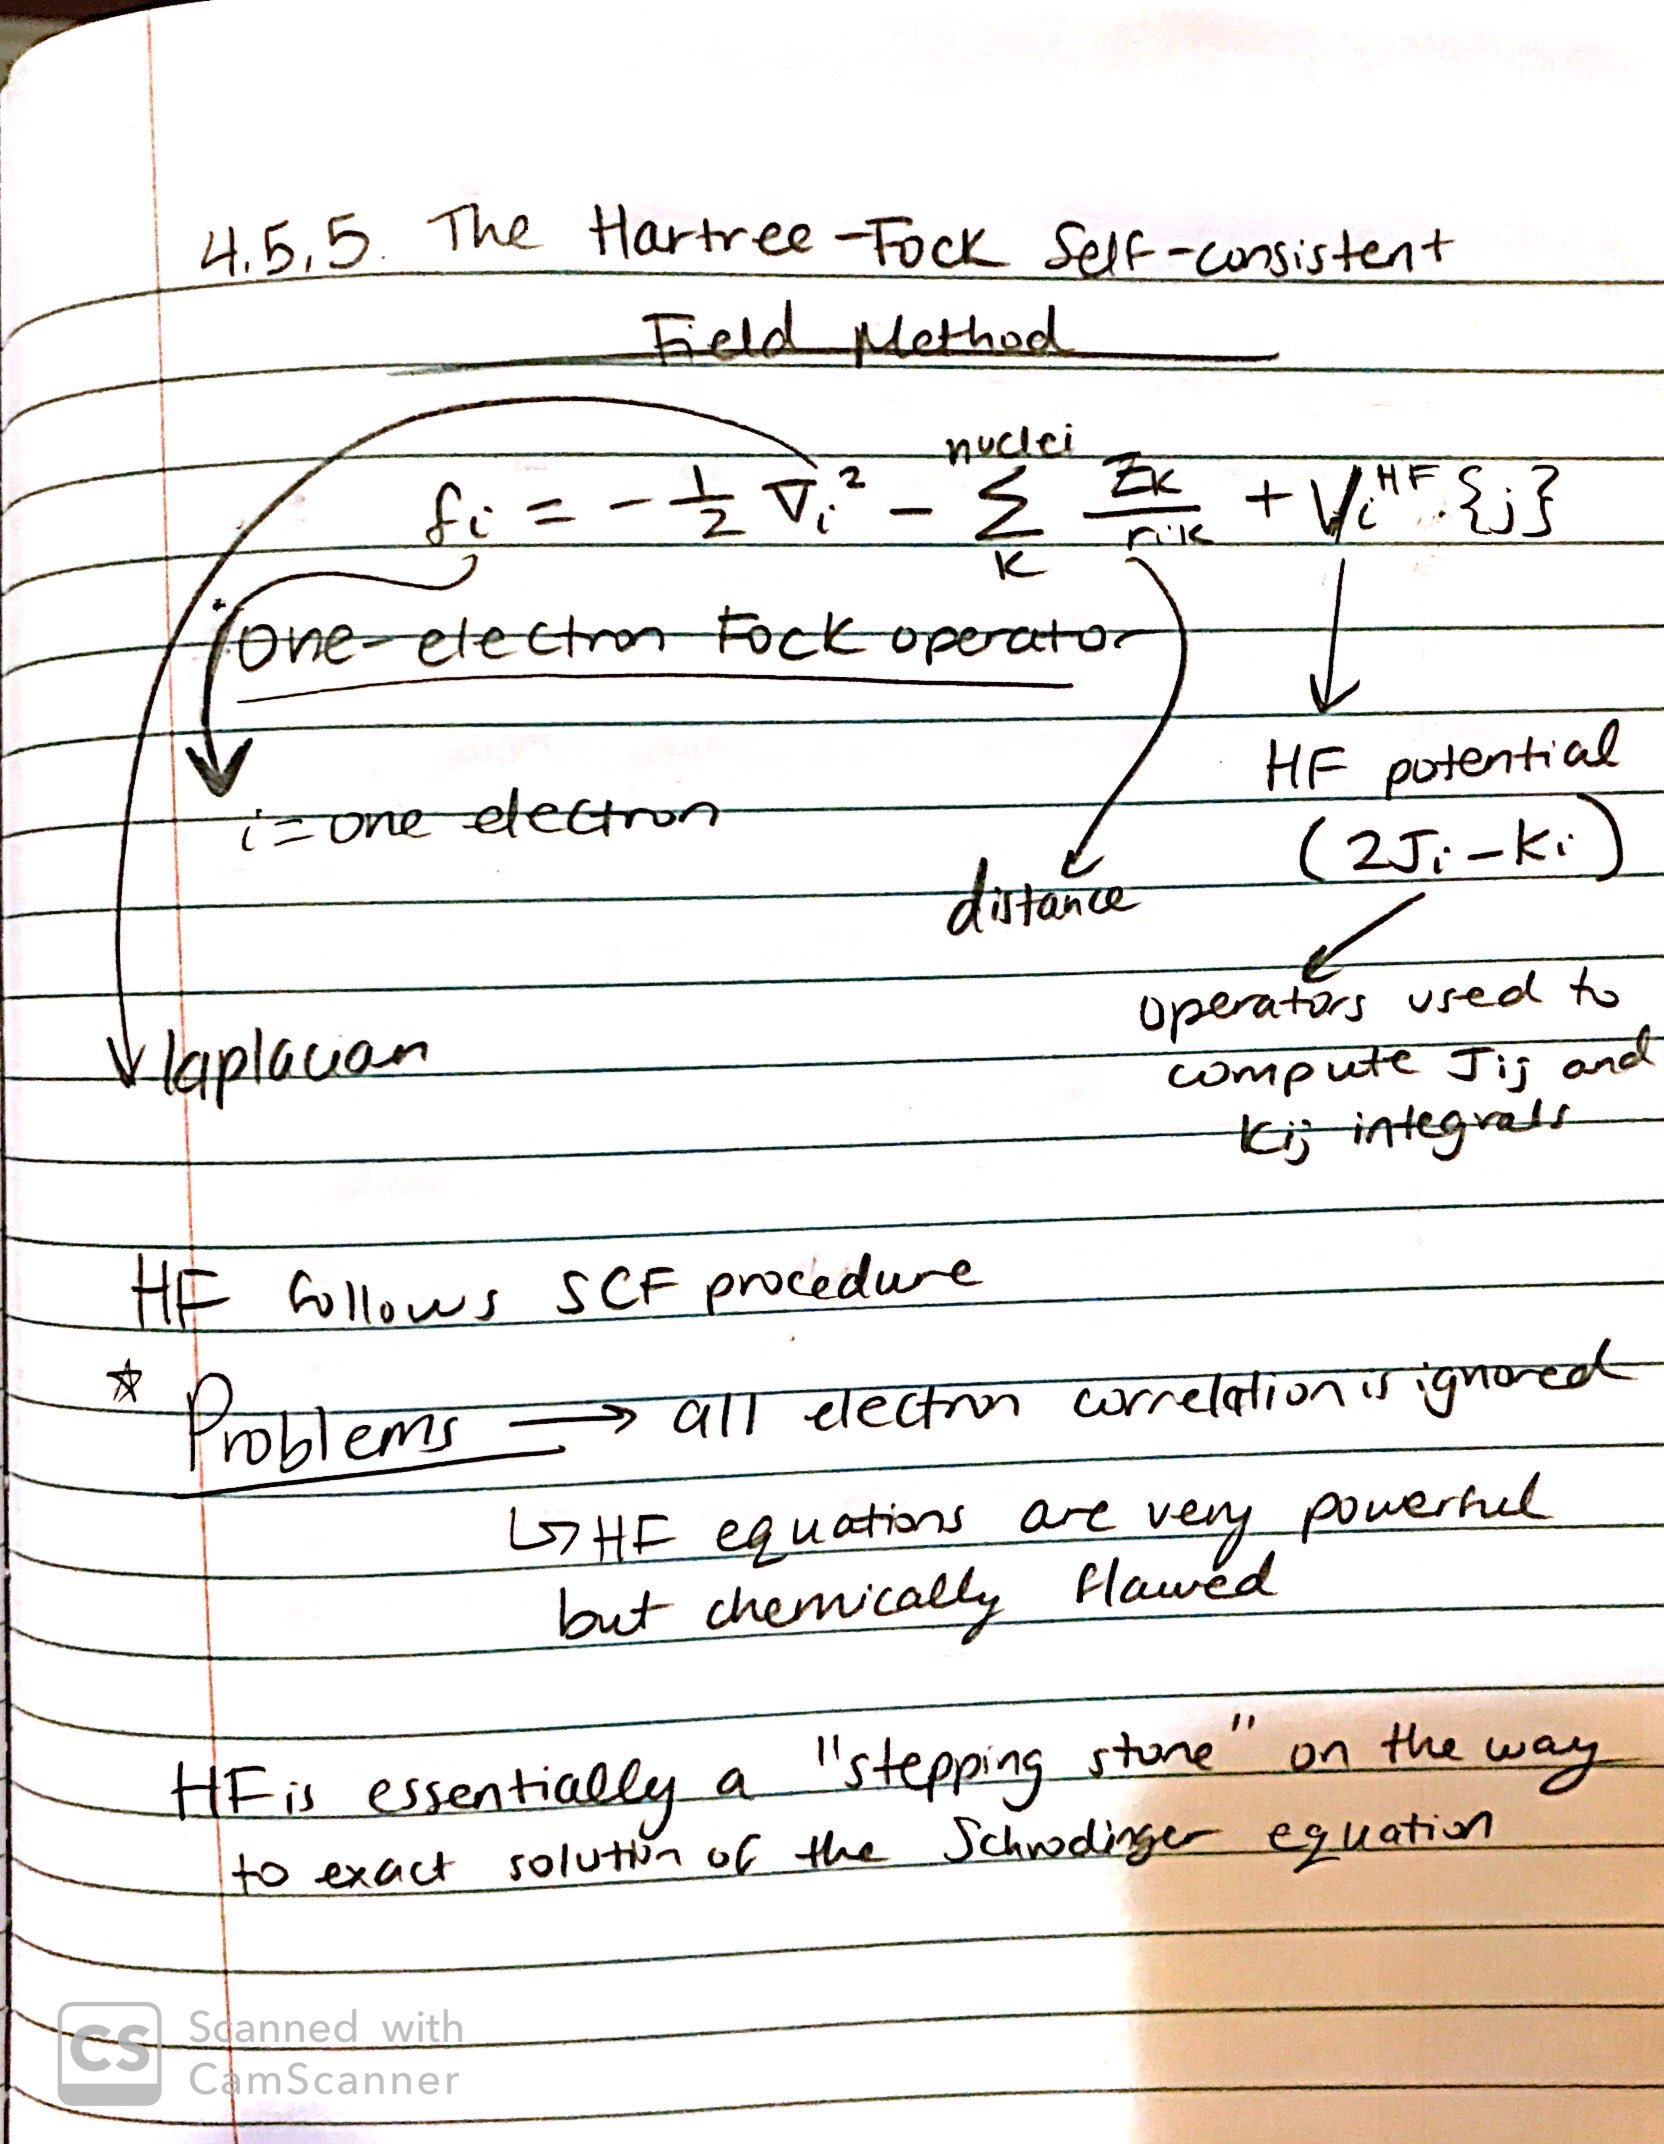 4.5.5. The Hartree-Fock Self-consistent
Field Method
nuclei
fi = - 1/2 ∇i² - Σ Zk/rik + Vi^HF {j}
K
One-electron Fock operator
HF potential
i = one electron
(2Ji - Ki)
distance
operators used to
laplacian
compute Jij and
Kij integrals
HF follows SCF procedure
☆ Problems → all electron correlation is ignored
↳ HF equations are very powerful
but chemically flawed
HF is essentially a "stepping stone" on the way
to exact solution of the Schrodinger equation
CS Scanned with
CamScanner